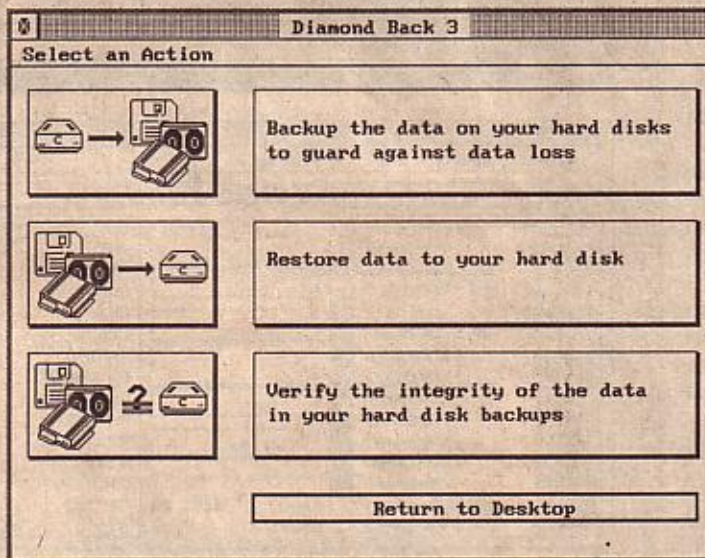 Diamond Back 3
Select an Action
C
Backup the data on your hard disks
to guard against data loss
C
Restore data to your hard disk
C
Verify the integrity of the data
in your hard disk backups
Return to Desktop